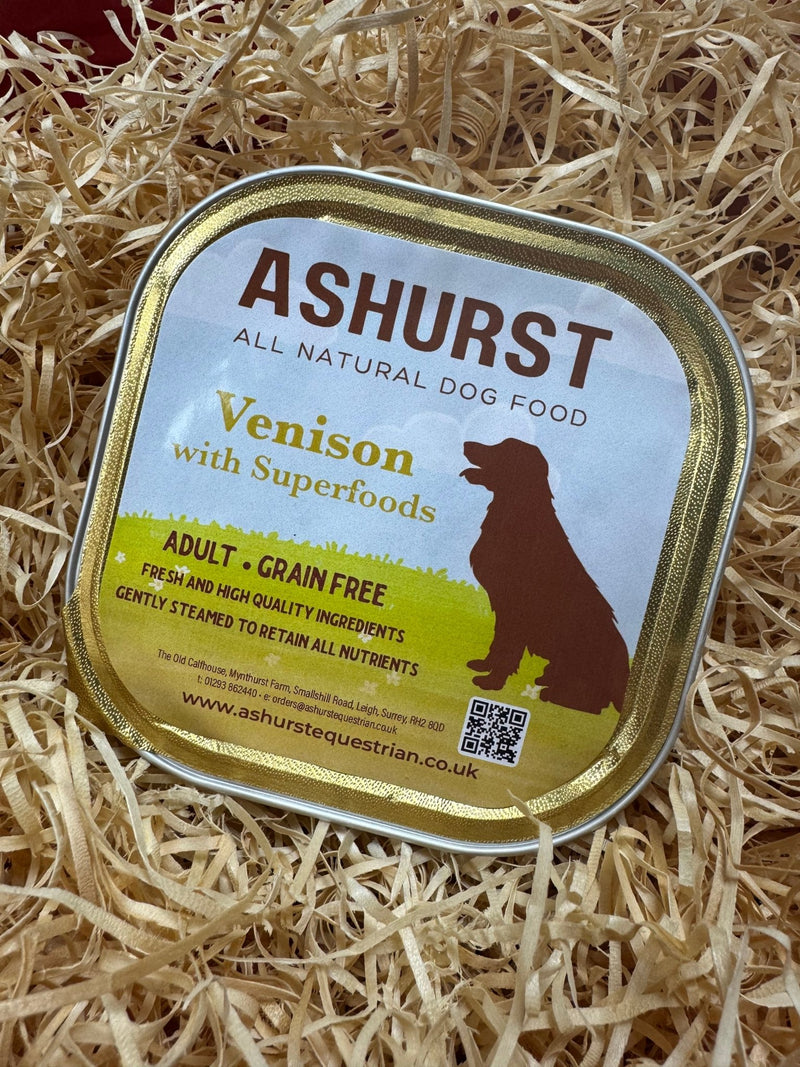 ASHURST
ALL NATURAL DOG FOOD
Venison
with Superfoods
ADULT • GRAIN FREE
FRESH AND HIGH QUALITY INGREDIENTS
GENTLY STEAMED TO RETAIN ALL NUTRIENTS
The Old Calfhouse, Mynthurst Farm, Smallshill Road, Leigh, Surrey, RH2 8QD
t: 01293 862440 • e: orders@ashurstequestrian.co.uk
www.ashurstequestrian.co.uk